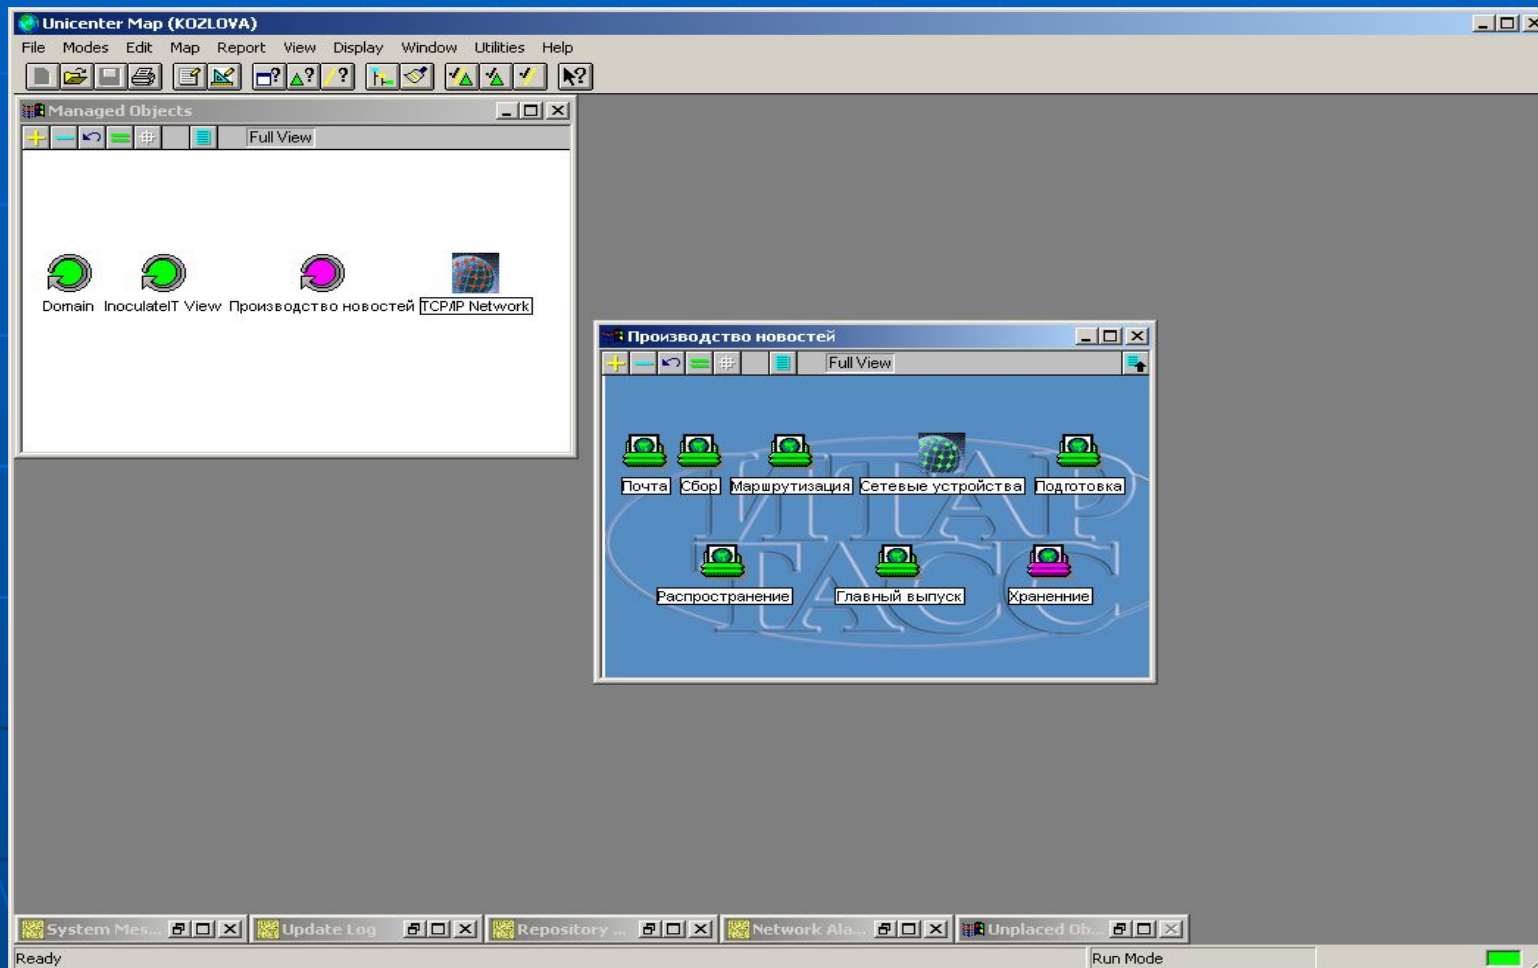 Unicenter Map (KOZLOVA)
File Modes Edit Map Report View Display Window Utilities Help
Managed Objects
Full View
Domain InoculateIT View Производство новостей TCP/IP Network
Производство новостей
Full View
Почта Сбор Маршрутизация Сетевые устройства Подготовка
ИТАР
ТАСС
Распространение Главный выпуск Храненние
System Mes... Update Log Repository ... Network Ala... Unplaced Ob...
Ready Run Mode